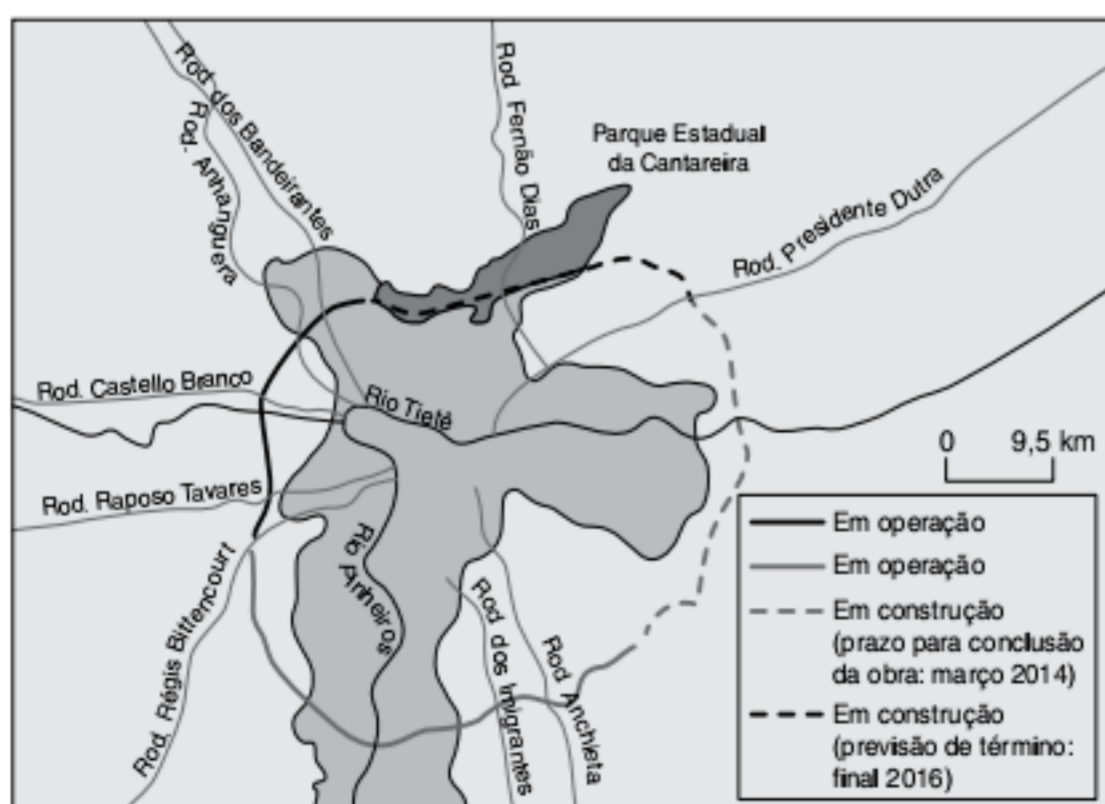 Rod. dos Bandeirantes
Rod. Anhanguera
Rod. Fernão Dias
Parque Estadual
da Cantareira
Rod. Presidente Dutra
Rod. Castello Branco
Rio Tietê
0 9,5 km
Rod. Raposo Tavares
Rio Pinheiros
Rod. Régis Bittencourt
Rod. dos Imigrantes
Rod. Anchieta
Em operação
Em operação
Em construção
(prazo para conclusão
da obra: março 2014)
Em construção
(previsão de término:
final 2016)